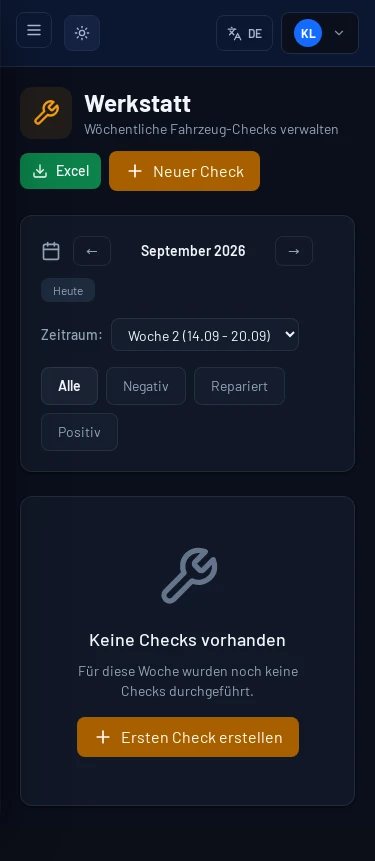 DE
KL
Werkstatt
Wöchentliche Fahrzeug-Checks verwalten
Excel
+ Neuer Check
←
September 2026
→
Heute
Zeitraum:
Woche 2 (14.09 - 20.09)
Alle
Negativ
Repariert
Positiv
Keine Checks vorhanden
Für diese Woche wurden noch keine
Checks durchgeführt.
+ Ersten Check erstellen